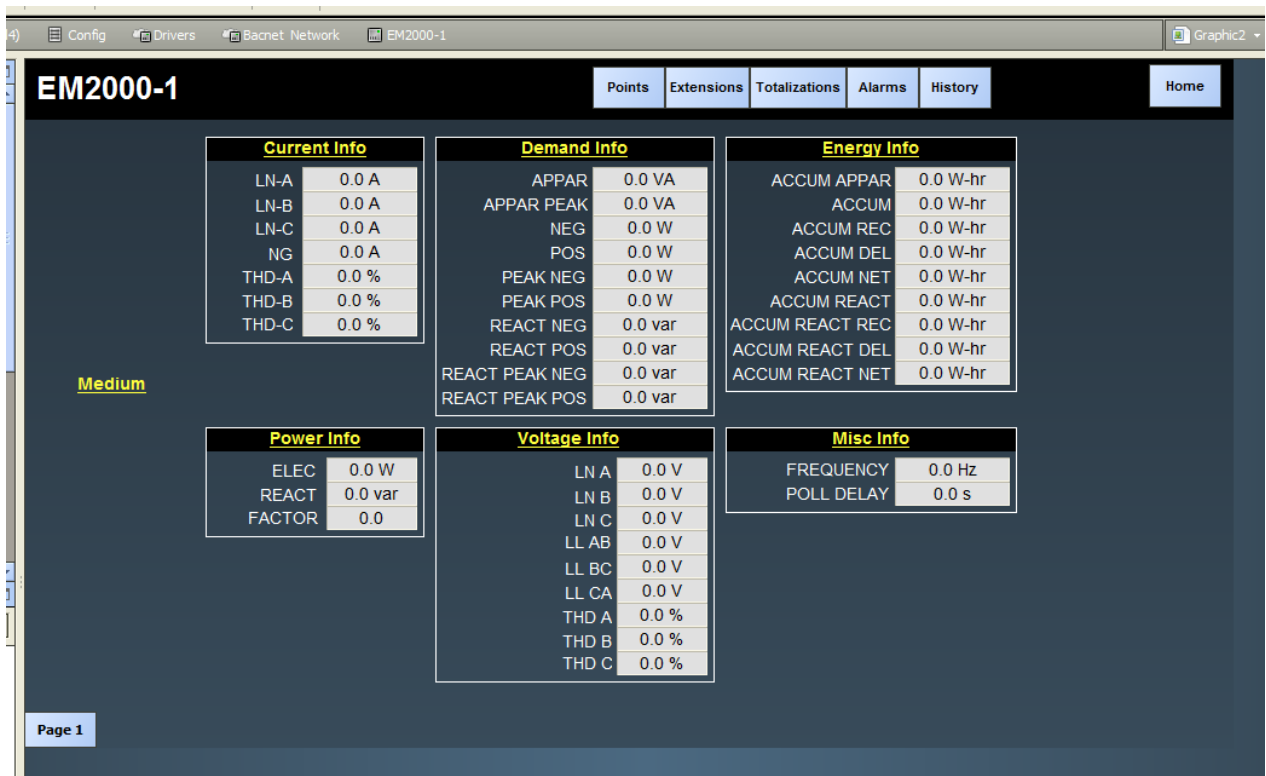 4)
Config
Drivers
Bacnet Network
EM2000-1
Graphic2
EM2000-1
Points
Extensions
Totalizations
Alarms
History
Home
Current Info
LN-A 0.0 A
LN-B 0.0 A
LN-C 0.0 A
NG 0.0 A
THD-A 0.0 %
THD-B 0.0 %
THD-C 0.0 %
Demand Info
APPAR 0.0 VA
APPAR PEAK 0.0 VA
NEG 0.0 W
POS 0.0 W
PEAK NEG 0.0 W
PEAK POS 0.0 W
REACT NEG 0.0 var
REACT POS 0.0 var
REACT PEAK NEG 0.0 var
REACT PEAK POS 0.0 var
Energy Info
ACCUM APPAR 0.0 W-hr
ACCUM 0.0 W-hr
ACCUM REC 0.0 W-hr
ACCUM DEL 0.0 W-hr
ACCUM NET 0.0 W-hr
ACCUM REACT 0.0 W-hr
ACCUM REACT REC 0.0 W-hr
ACCUM REACT DEL 0.0 W-hr
ACCUM REACT NET 0.0 W-hr
Medium
Power Info
ELEC 0.0 W
REACT 0.0 var
FACTOR 0.0
Voltage Info
LN A 0.0 V
LN B 0.0 V
LN C 0.0 V
LL AB 0.0 V
LL BC 0.0 V
LL CA 0.0 V
THD A 0.0 %
THD B 0.0 %
THD C 0.0 %
Misc Info
FREQUENCY 0.0 Hz
POLL DELAY 0.0 s
Page 1